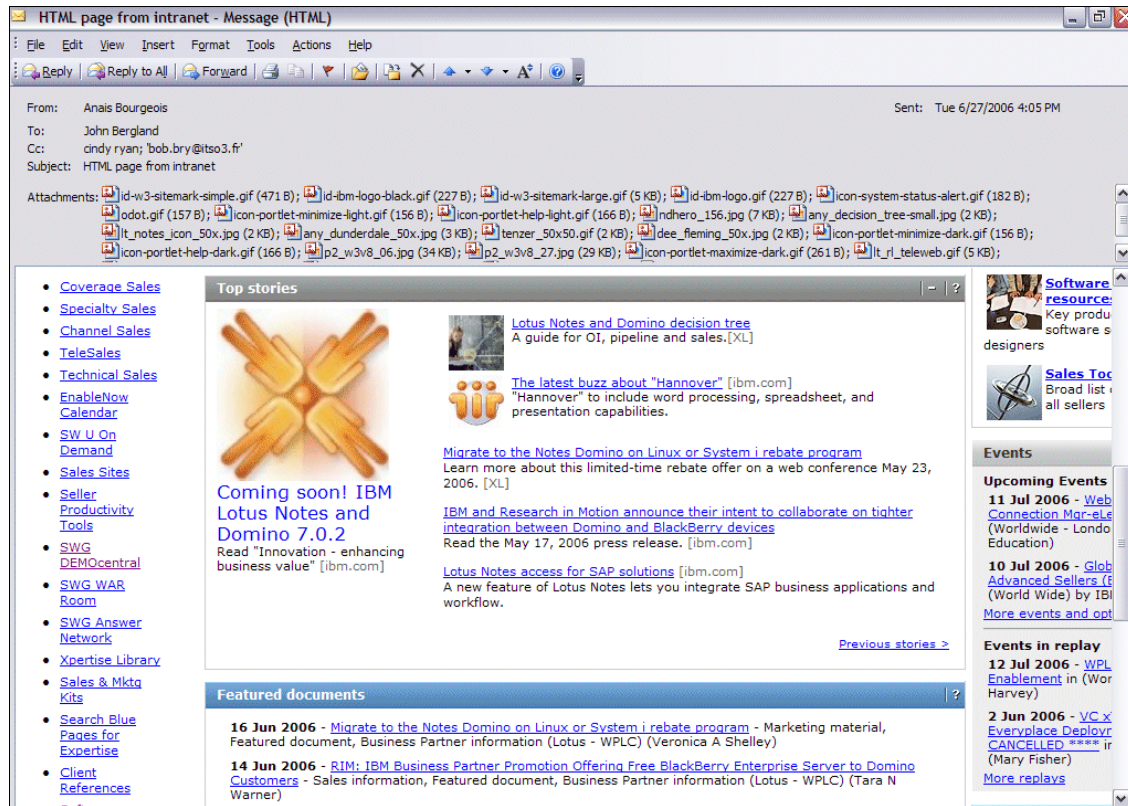 HTML page from intranet - Message (HTML)
File Edit View Insert Format Tools Actions Help
Reply Reply to All Forward
From: Anais Bourgeois Sent: Tue 6/27/2006 4:05 PM
To: John Bergland
Cc: cindy ryan; 'bob.bry@itso3.fr'
Subject: HTML page from intranet
Attachments: id-w3-sitemark-simple.gif (471 B); id-ibm-logo-black.gif (227 B); id-w3-sitemark-large.gif (5 KB); id-ibm-logo.gif (227 B); icon-system-status-alert.gif (182 B);
odot.gif (157 B); icon-portlet-minimize-light.gif (156 B); icon-portlet-help-light.gif (166 B); ndhero_156.jpg (7 KB); any_decision_tree-small.jpg (2 KB);
lt_notes_icon_50x.jpg (2 KB); any_dunderdale_50x.jpg (3 KB); tenzer_50x50.gif (2 KB); dee_fleming_50x.jpg (2 KB); icon-portlet-minimize-dark.gif (156 B);
icon-portlet-help-dark.gif (166 B); p2_w3v8_06.jpg (34 KB); p2_w3v8_27.jpg (29 KB); icon-portlet-maximize-dark.gif (261 B); lt_rl_teleweb.gif (5 KB);
Coverage Sales
Specialty Sales
Channel Sales
TeleSales
Technical Sales
EnableNow
Calendar
SW U On
Demand
Sales Sites
Seller
Productivity
Tools
SWG
DEMOcentral
SWG WAR
Room
SWG Answer
Network
Xpertise Library
Sales & Mktg
Kits
Search Blue
Pages for
Expertise
Client
References
Top stories
Coming soon! IBM
Lotus Notes and
Domino 7.0.2
Read "Innovation - enhancing
business value" [ibm.com]
Lotus Notes and Domino decision tree
A guide for OI, pipeline and sales.[XL]
The latest buzz about "Hannover" [ibm.com]
"Hannover" to include word processing, spreadsheet, and
presentation capabilities.
Migrate to the Notes Domino on Linux or System i rebate program
Learn more about this limited-time rebate offer on a web conference May 23,
2006. [XL]
IBM and Research in Motion announce their intent to collaborate on tighter
integration between Domino and BlackBerry devices
Read the May 17, 2006 press release. [ibm.com]
Lotus Notes access for SAP solutions [ibm.com]
A new feature of Lotus Notes lets you integrate SAP business applications and
workflow.
Previous stories >
Featured documents
16 Jun 2006 - Migrate to the Notes Domino on Linux or System i rebate program - Marketing material,
Featured document, Business Partner information (Lotus - WPLC) (Veronica A Shelley)
14 Jun 2006 - RIM: IBM Business Partner Promotion Offering Free BlackBerry Enterprise Server to Domino
Customers - Sales information, Featured document, Business Partner information (Lotus - WPLC) (Tara N
Warner)
Software
resources
Key produ
software s
designers
Sales Too
Broad list
all sellers
Events
Upcoming Events
11 Jul 2006 - Web
Connection Mgr-eLe
(Worldwide - Londo
Education)
10 Jul 2006 - Glob
Advanced Sellers (
(World Wide) by IB
More events and opt
Events in replay
12 Jul 2006 - WPL
Enablement in (Wor
Harvey)
2 Jun 2006 - VC x
Everyplace Deploy
CANCELLED **** in
(Mary Fisher)
More replays